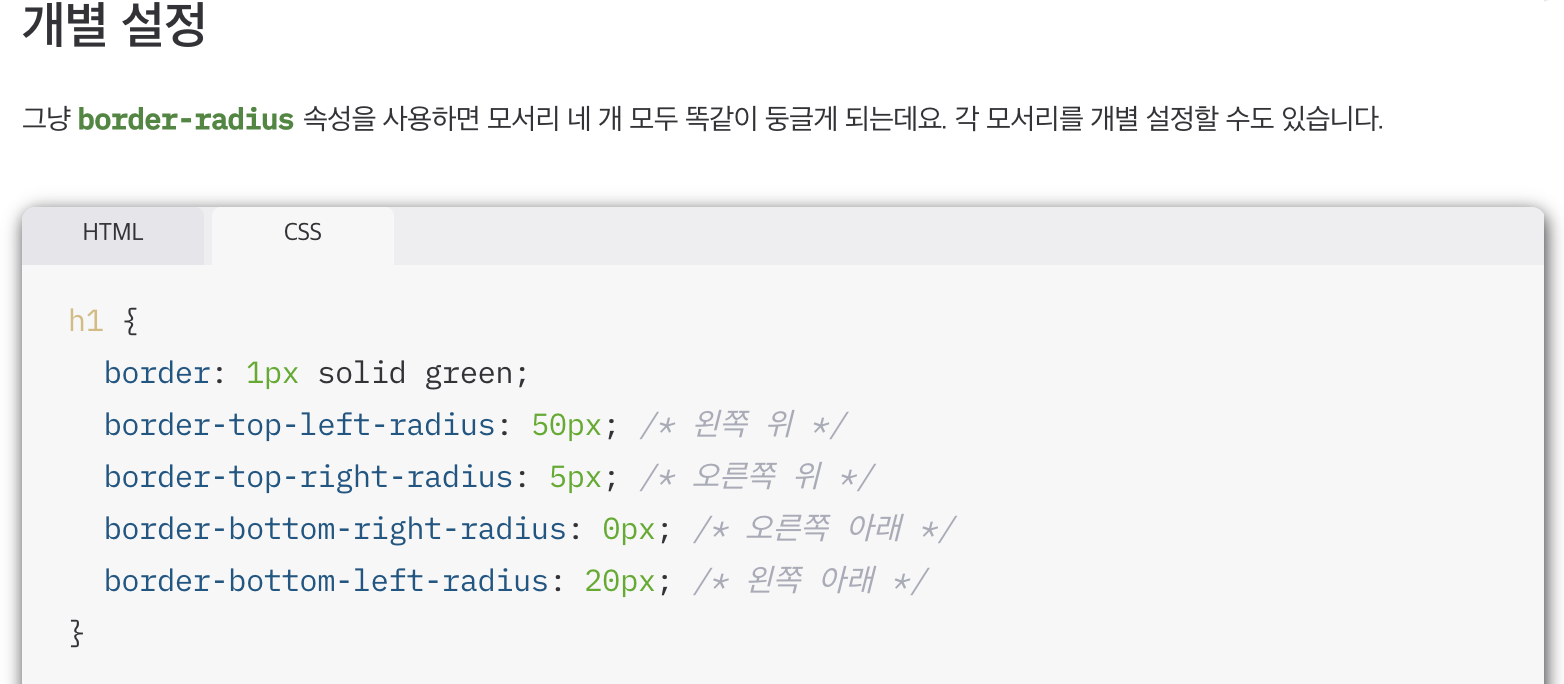 개별 설정
그냥 border-radius 속성을 사용하면 모서리 네 개 모두 똑같이 둥글게 되는데요. 각 모서리를 개별 설정할 수도 있습니다.
HTML CSS
h1 {
  border: 1px solid green;
  border-top-left-radius: 50px; /* 왼쪽 위 */
  border-top-right-radius: 5px; /* 오른쪽 위 */
  border-bottom-right-radius: 0px; /* 오른쪽 아래 */
  border-bottom-left-radius: 20px; /* 왼쪽 아래 */
}